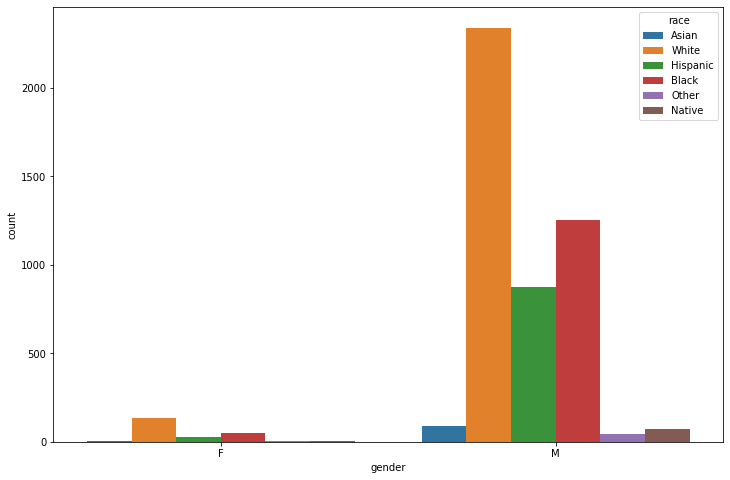 race
Asian
White
Hispanic
Black
Other
Native
2000
1500
1000
500
0
count
F
M
gender